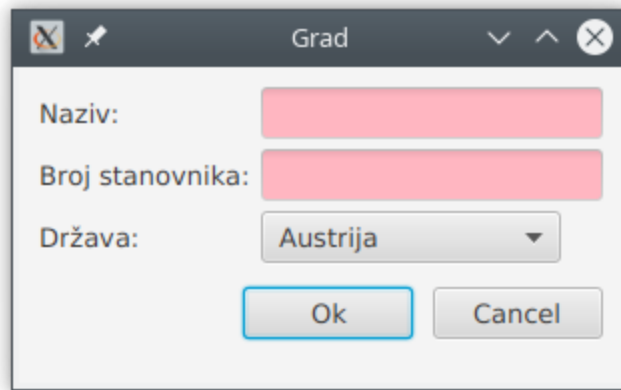 Grad
Naziv:
Broj stanovnika:
Država: Austrija
Ok Cancel